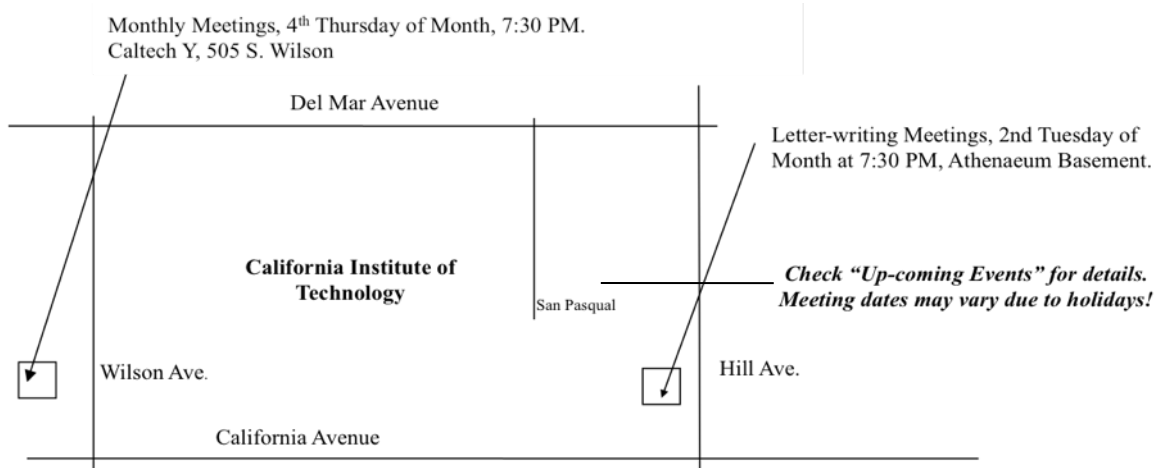 Monthly Meetings, 4th Thursday of Month, 7:30 PM.
Caltech Y, 505 S. Wilson
Del Mar Avenue
Letter-writing Meetings, 2nd Tuesday of
Month at 7:30 PM, Athenaeum Basement.
California Institute of
Technology
Check “Up-coming Events” for details.
Meeting dates may vary due to holidays!
San Pasqual
Wilson Ave.
Hill Ave.
California Avenue